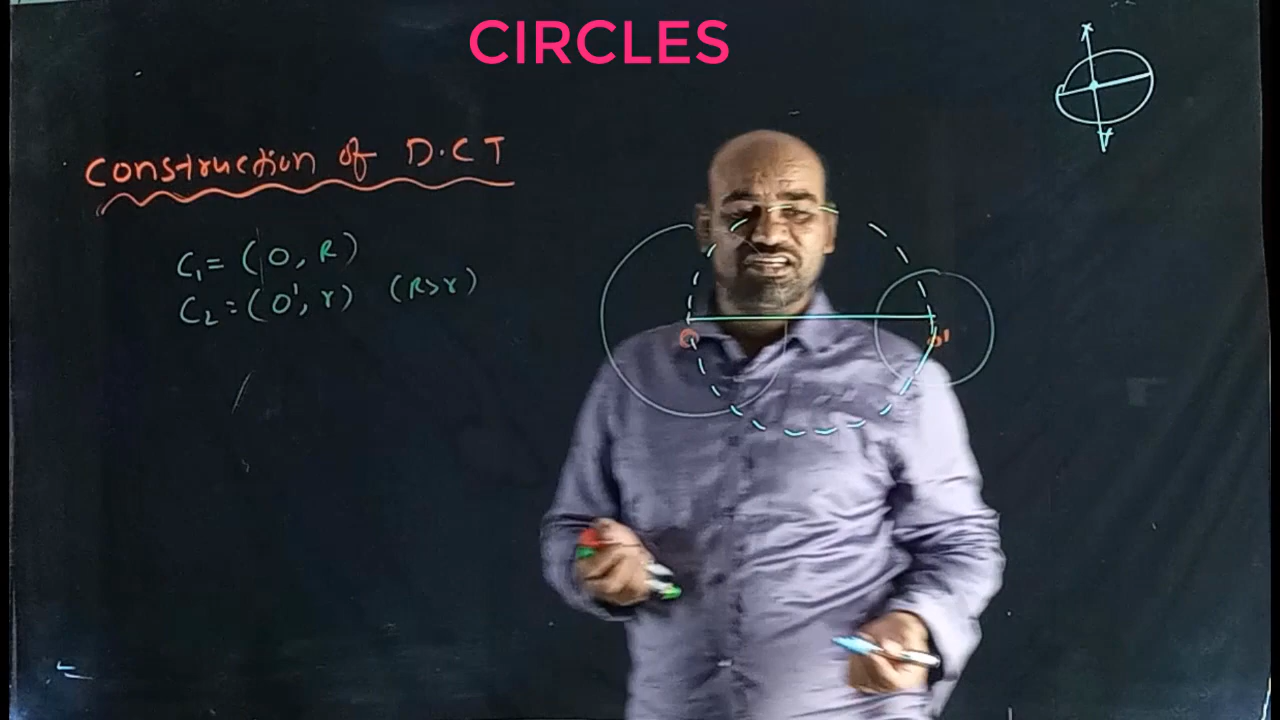 CIRCLES
Construction of D.C T
C₁ = (O, R)
C₂ = (O', r) (R>r)
O O'